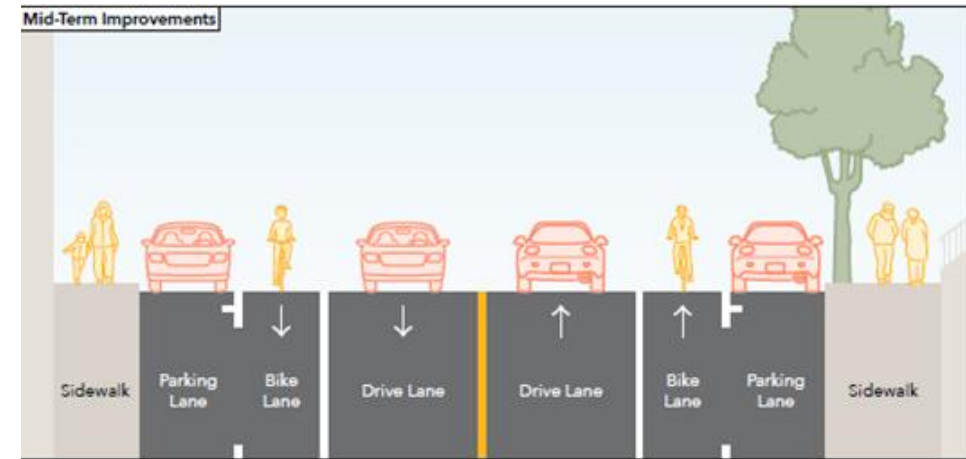 Mid-Term Improvements
Sidewalk
Parking
Lane
Bike
Lane
Drive Lane
Drive Lane
Bike
Lane
Parking
Lane
Sidewalk